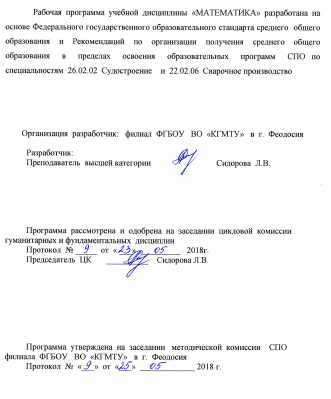 Рабочая программа учебной дисциплины «МАТЕМАТИКА» разработана на
основе Федерального государственного образовательного стандарта среднего общего
образования и Рекомендаций по организации получения среднего общего
образования в пределах освоения образовательных программ СПО по
специальностям 26.02.02 Судостроение и 22.02.06 Сварочное производство
Организация разработчик: филиал ФГБОУ ВО «КГМТУ» в г. Феодосия
Разработчик:
Преподаватель высшей категории Сидорова Л.В.
Программа рассмотрена и одобрена на заседании цикловой комиссии
гуманитарных и фундаментальных дисциплин
Протокол № 9 от «23» 05 2018г.
Председатель ЦК Сидорова Л.В.
Программа утверждена на заседании методической комиссии СПО
филиала ФГБОУ ВО «КГМТУ» в г. Феодосия
Протокол № «9» от «25» 05 2018 г.